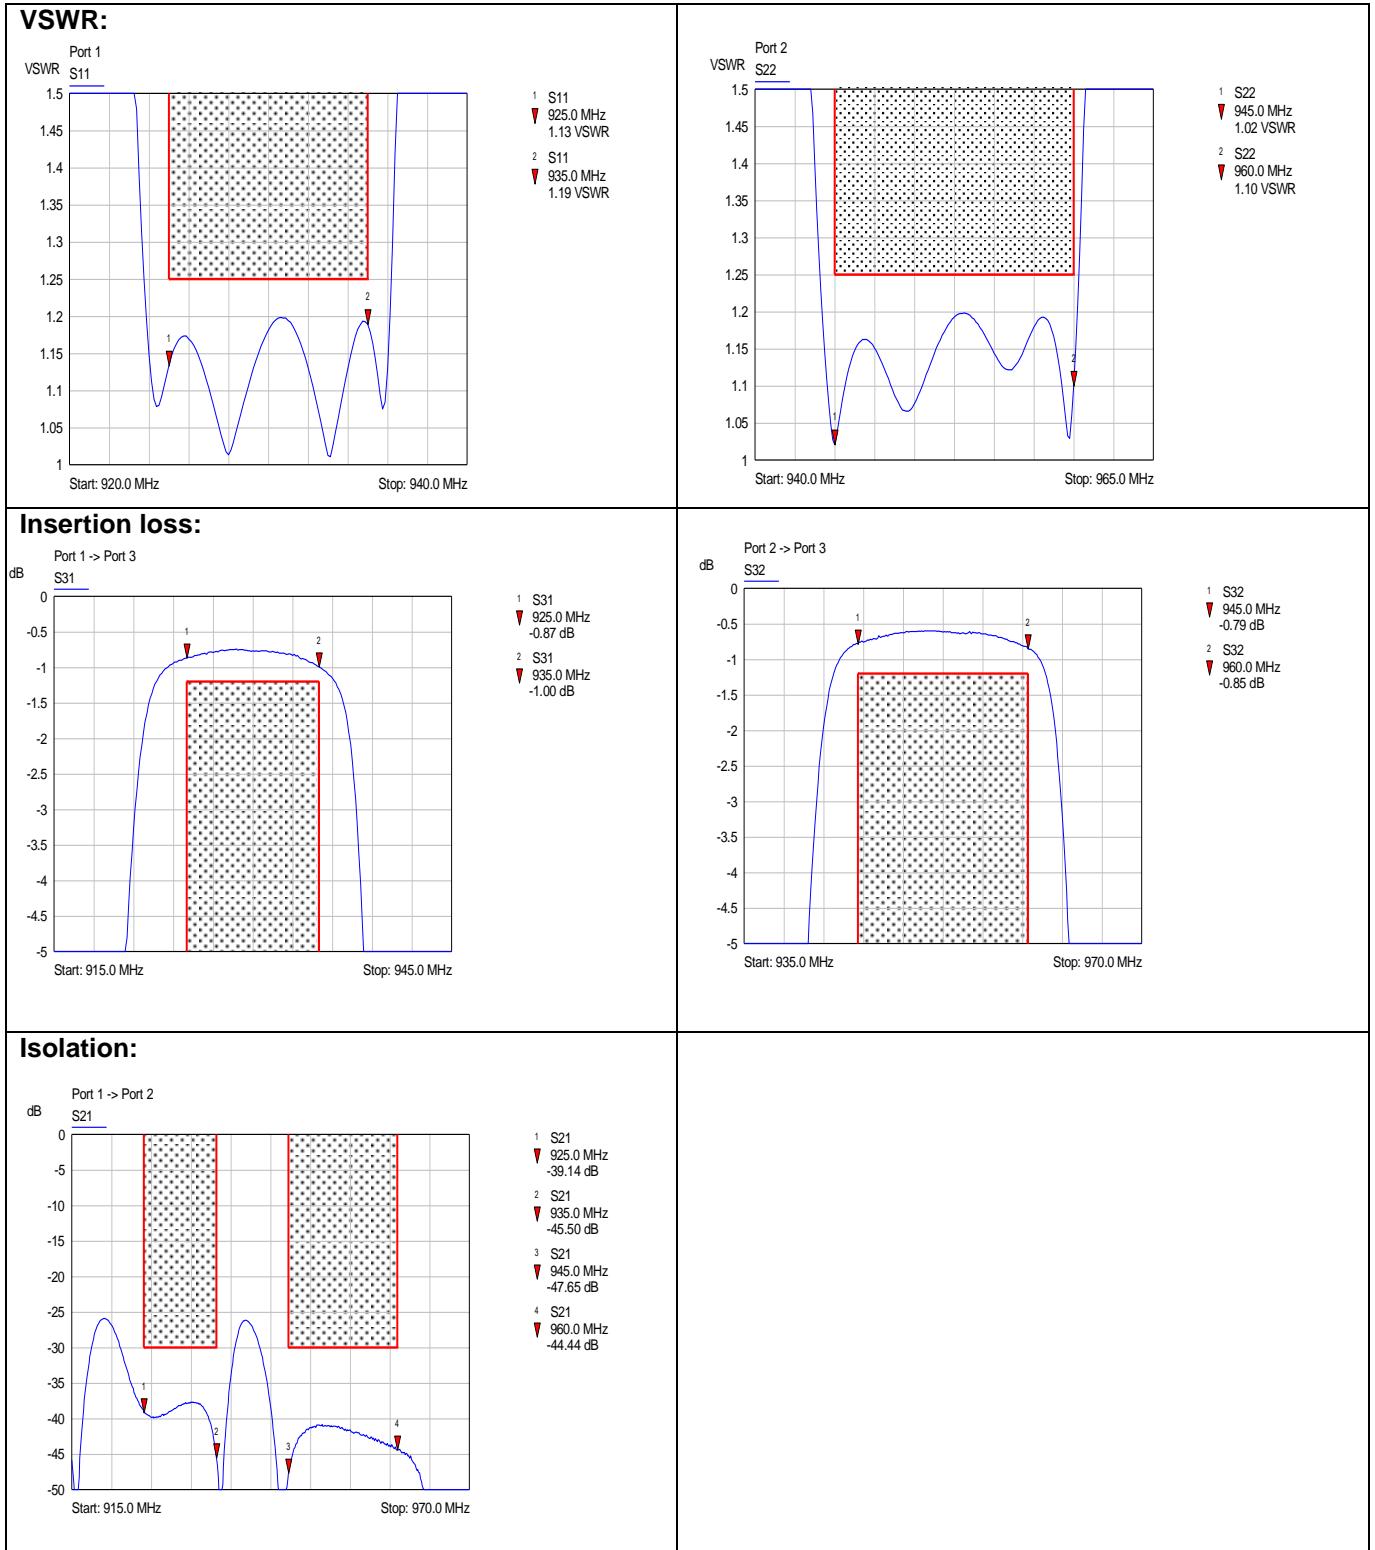 VSWR:
Port 1
VSWR
S11
1.5
1.45
1.4
1.35
1.3
1.25
1.2
1.15
1.1
1.05
1
1
2
Start: 920.0 MHz
Stop: 940.0 MHz
1 S11
925.0 MHz
1.13 VSWR
2 S11
935.0 MHz
1.19 VSWR
Port 2
VSWR
S22
1.5
1.45
1.4
1.35
1.3
1.25
1.2
1.15
1.1
1.05
1
1
2
Start: 940.0 MHz
Stop: 965.0 MHz
1 S22
945.0 MHz
1.02 VSWR
2 S22
960.0 MHz
1.10 VSWR
Insertion loss:
Port 1 -> Port 3
dB
S31
0
-0.5
-1
-1.5
-2
-2.5
-3
-3.5
-4
-4.5
-5
1
2
Start: 915.0 MHz
Stop: 945.0 MHz
1 S31
925.0 MHz
-0.87 dB
2 S31
935.0 MHz
-1.00 dB
Port 2 -> Port 3
dB
S32
0
-0.5
-1
-1.5
-2
-2.5
-3
-3.5
-4
-4.5
-5
1
2
Start: 935.0 MHz
Stop: 970.0 MHz
1 S32
945.0 MHz
-0.79 dB
2 S32
960.0 MHz
-0.85 dB
Isolation:
Port 1 -> Port 2
dB
S21
0
-5
-10
-15
-20
-25
-30
-35
-40
-45
-50
1
2
3
4
Start: 915.0 MHz
Stop: 970.0 MHz
1 S21
925.0 MHz
-39.14 dB
2 S21
935.0 MHz
-45.50 dB
3 S21
945.0 MHz
-47.65 dB
4 S21
960.0 MHz
-44.44 dB